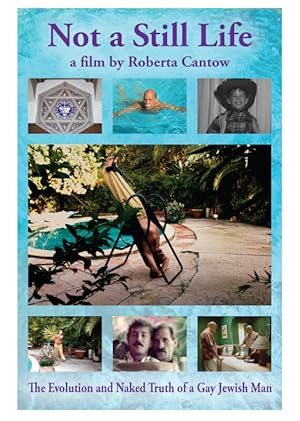 Not a Still Life
a film by Roberta Cantow
The Evolution and Naked Truth of a Gay Jewish Man